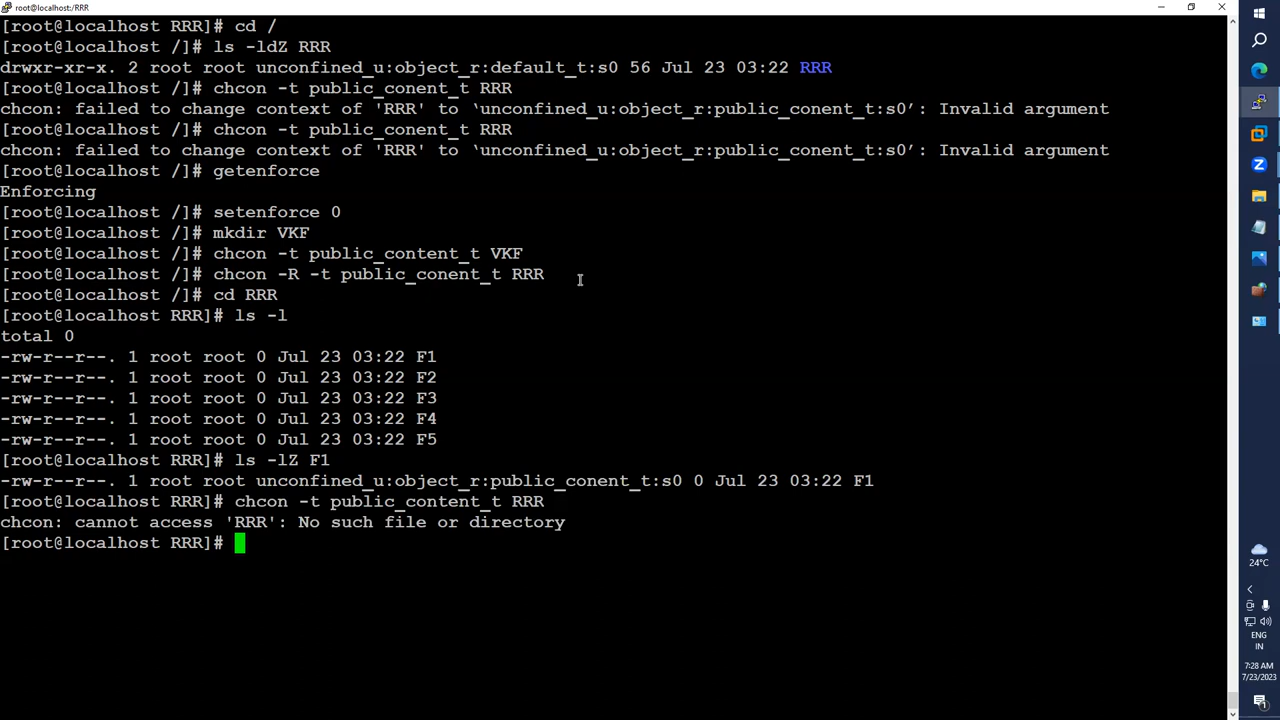 root@localhost:/RRR
[root@localhost RRR]# cd /
[root@localhost /]# ls -ldZ RRR
drwxr-xr-x. 2 root root unconfined_u:object_r:default_t:s0 56 Jul 23 03:22 RRR
[root@localhost /]# chcon -t public_conent_t RRR
chcon: failed to change context of 'RRR' to ‘unconfined_u:object_r:public_conent_t:s0’: Invalid argument
[root@localhost /]# chcon -t public_conent_t RRR
chcon: failed to change context of 'RRR' to ‘unconfined_u:object_r:public_conent_t:s0’: Invalid argument
[root@localhost /]# getenforce
Enforcing
[root@localhost /]# setenforce 0
[root@localhost /]# mkdir VKF
[root@localhost /]# chcon -t public_content_t VKF
[root@localhost /]# chcon -R -t public_conent_t RRR
[root@localhost /]# cd RRR
[root@localhost RRR]# ls -l
total 0
-rw-r--r--. 1 root root 0 Jul 23 03:22 F1
-rw-r--r--. 1 root root 0 Jul 23 03:22 F2
-rw-r--r--. 1 root root 0 Jul 23 03:22 F3
-rw-r--r--. 1 root root 0 Jul 23 03:22 F4
-rw-r--r--. 1 root root 0 Jul 23 03:22 F5
[root@localhost RRR]# ls -lZ F1
-rw-r--r--. 1 root root unconfined_u:object_r:public_conent_t:s0 0 Jul 23 03:22 F1
[root@localhost RRR]# chcon -t public_content_t RRR
chcon: cannot access 'RRR': No such file or directory
[root@localhost RRR]#
24°C
ENG
IN
7:28 AM
7/23/2023